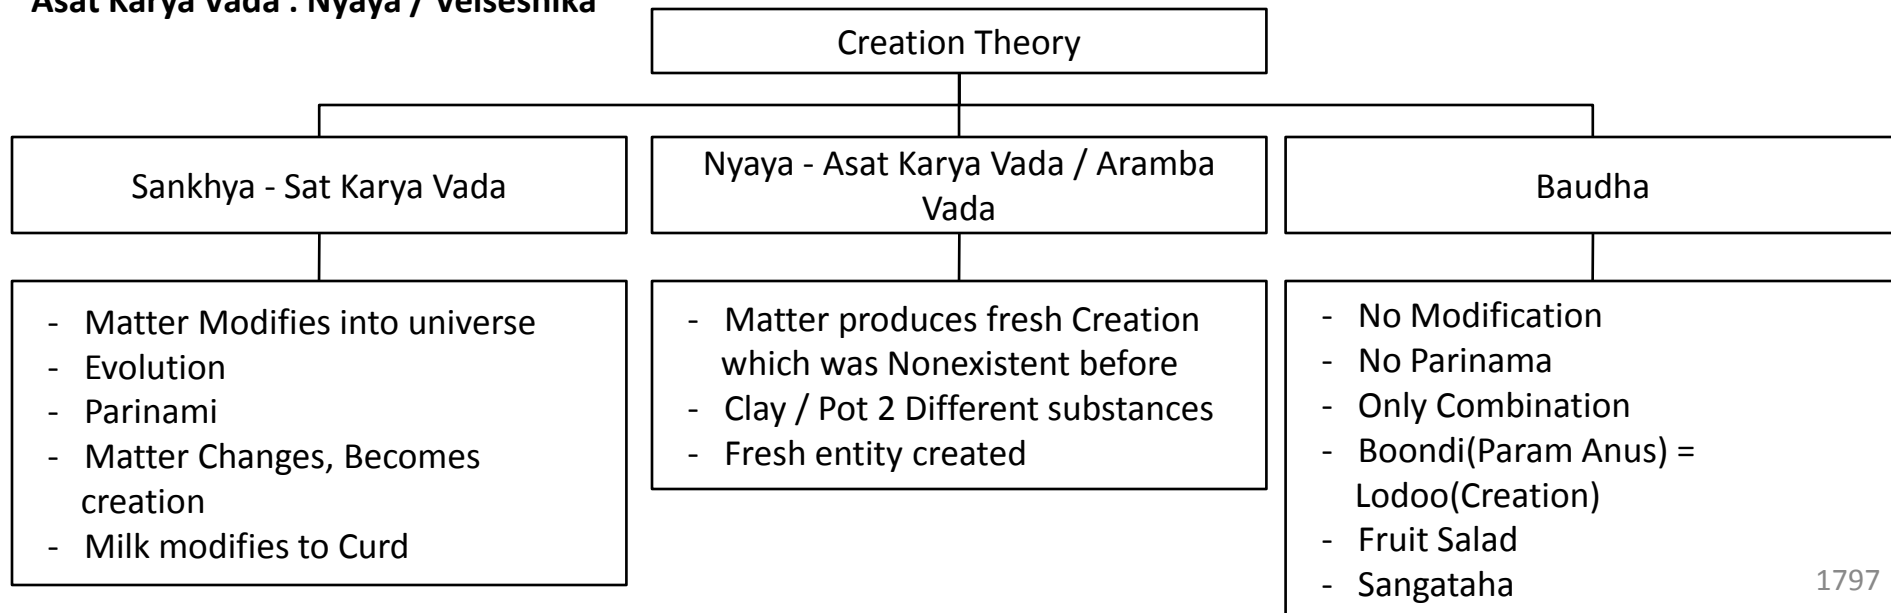 Asat Karya Vada : Nyaya / Veiseshika
Creation Theory
Sankhya - Sat Karya Vada
Nyaya - Asat Karya Vada / Aramba
Vada
Baudha
- Matter Modifies into universe
- Evolution
- Parinami
- Matter Changes, Becomes
creation
- Milk modifies to Curd
- Matter produces fresh Creation
which was Nonexistent before
- Clay / Pot 2 Different substances
- Fresh entity created
- No Modification
- No Parinama
- Only Combination
- Boondi(Param Anus) =
Lodoo(Creation)
- Fruit Salad
- Sangataha
1797